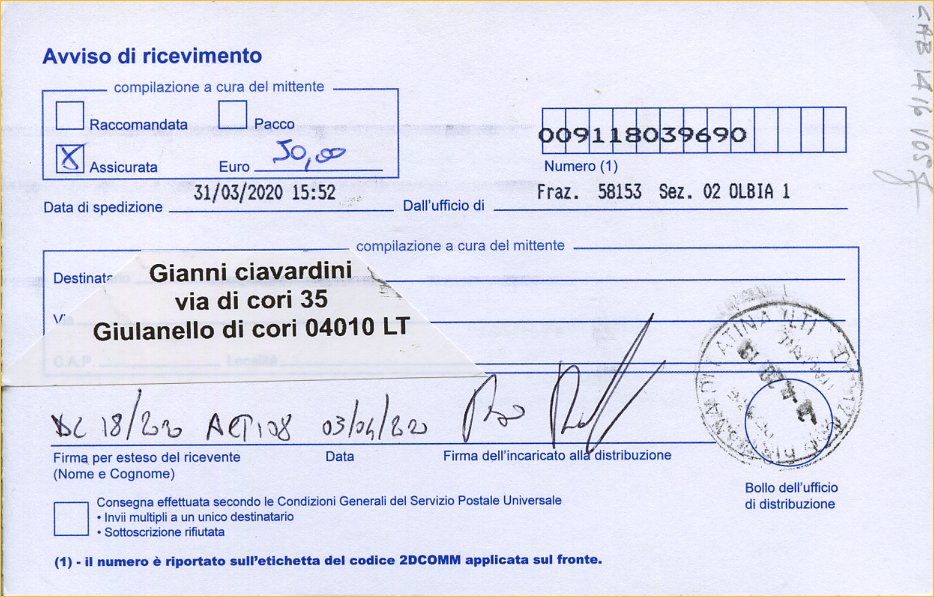 Avviso di ricevimento
compilazione a cura del mittente
Raccomandata Pacco
X Assicurata Euro 50,00
009118039690
Numero (1)
Data di spedizione 31/03/2020 15:52 Dall'ufficio di Fraz. 58153 Sez. 02 OLBIA 1
compilazione a cura del mittente
Destinatario
Gianni ciavardini
via di cori 35
Giulanello di cori 04010 LT
C.A.P. Località
DL 18/2020 ART 108 03/04/2020
Firma per esteso del ricevente Data Firma dell'incaricato alla distribuzione
(Nome e Cognome)
LATINA (LT)
Bollo dell'ufficio
di distribuzione
Consegna effettuata secondo le Condizioni Generali del Servizio Postale Universale
• Invii multipli a un unico destinatario
• Sottoscrizione rifiutata
(1) - il numero è riportato sull'etichetta del codice 2DCOMM applicata sul fronte.